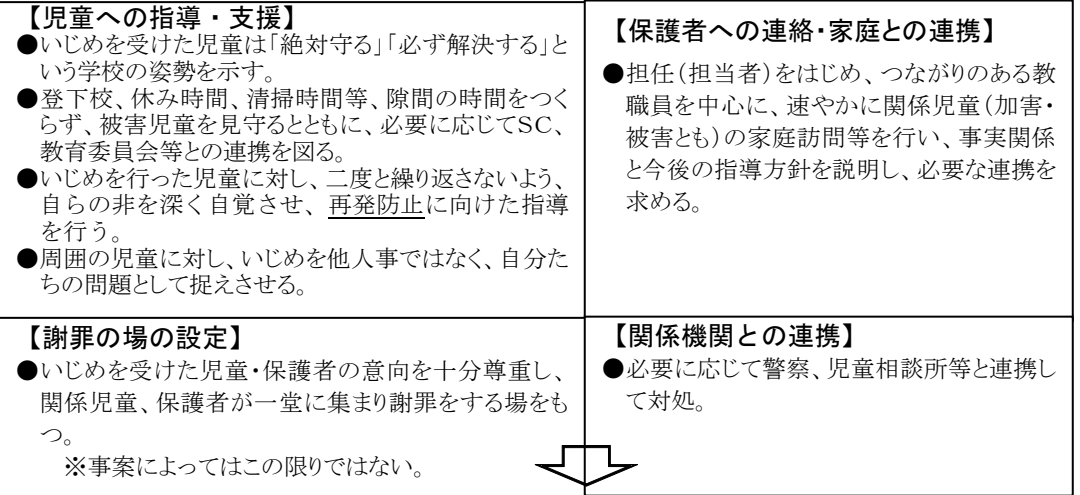 【児童への指導・支援】
●いじめを受けた児童は「絶対守る」「必ず解決する」と
いう学校の姿勢を示す。
●登下校、休み時間、清掃時間等、隙間の時間をつく
らず、被害児童を見守るとともに、必要に応じてSC、
教育委員会等との連携を図る。
●いじめを行った児童に対し、二度と繰り返さないよう、
自らの非を深く自覚させ、再発防止に向けた指導
を行う。
●周囲の児童に対し、いじめを他人事ではなく、自分た
ちの問題として捉えさせる。
【保護者への連絡・家庭との連携】
●担任(担当者)をはじめ、つながりのある教
職員を中心に、速やかに関係児童(加害・
被害とも)の家庭訪問等を行い、事実関係
と今後の指導方針を説明し、必要な連携を
求める。
【謝罪の場の設定】
●いじめを受けた児童・保護者の意向を十分尊重し、
関係児童、保護者が一堂に集まり謝罪をする場をも
つ。
※事案によってはこの限りではない。
【関係機関との連携】
●必要に応じて警察、児童相談所等と連携し
て対処。